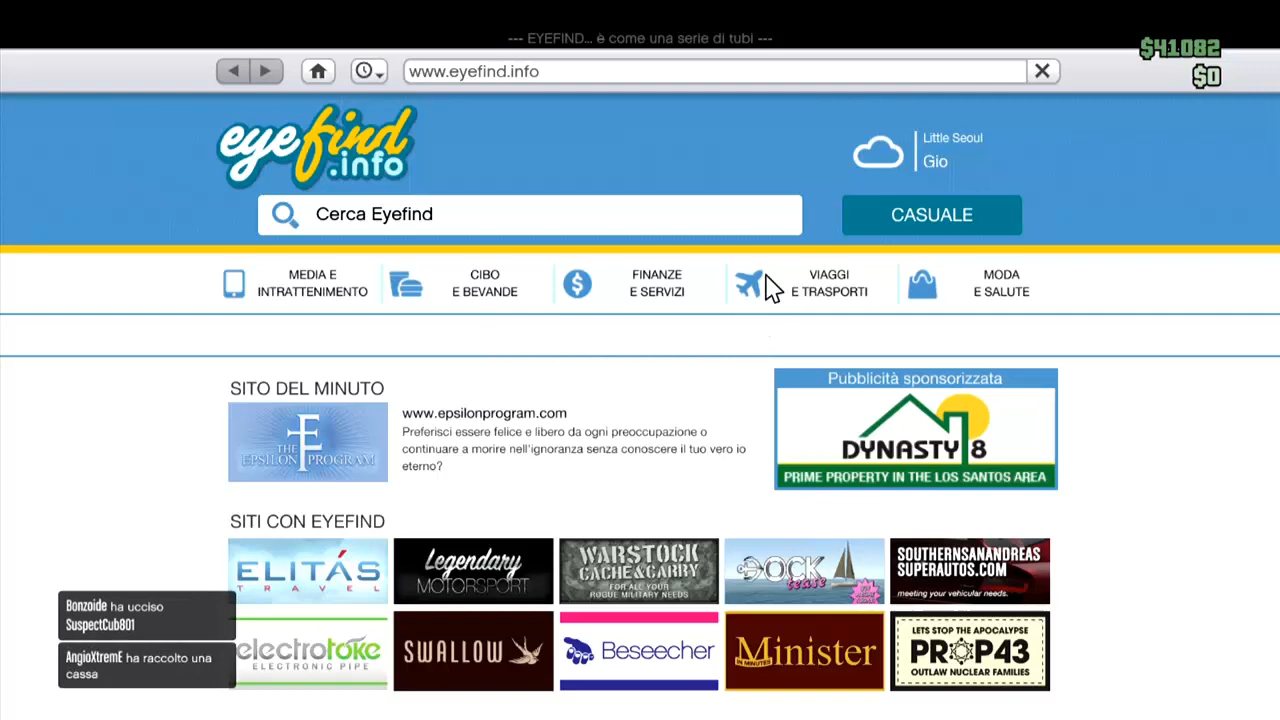 --- EYEFIND... è come una serie di tubi ---
$41082
$0
www.eyefind.info
eyefind
.info
Little Seoul
Gio
Cerca Eyefind
CASUALE
MEDIA E
INTRATTENIMENTO
CIBO
E BEVANDE
FINANZE
E SERVIZI
VIAGGI
E TRASPORTI
MODA
E SALUTE
SITO DEL MINUTO
THE
EPSILON PROGRAM
www.epsilonprogram.com
Preferisci essere felice e libero da ogni preoccupazione o
continuare a morire nell'ignoranza senza conoscere il tuo vero io
eterno?
Pubblicità sponsorizzata
DYNASTY 8
PRIME PROPERTY IN THE LOS SANTOS AREA
SITI CON EYEFIND
ELITÁS
TRAVEL
Legendary
MOTORSPORT
WARSTOCK
CACHE & CARRY
FOR ALL YOUR
ROGUE MILITARY NEEDS
DOCK
tease
SOUTHERNSANANDREAS
SUPERAUTOS.COM
meeting your vehicular needs.
Bonzoide ha ucciso
SuspectCub801
AngioXtremE ha raccolto una
cassa
electrotoke
ELECTRONIC PIPE
SWALLOW
Beseecher
Minister
IN MINUTES
LETS STOP THE APOCALYPSE
PROP43
OUTLAW NUCLEAR FAMILIES